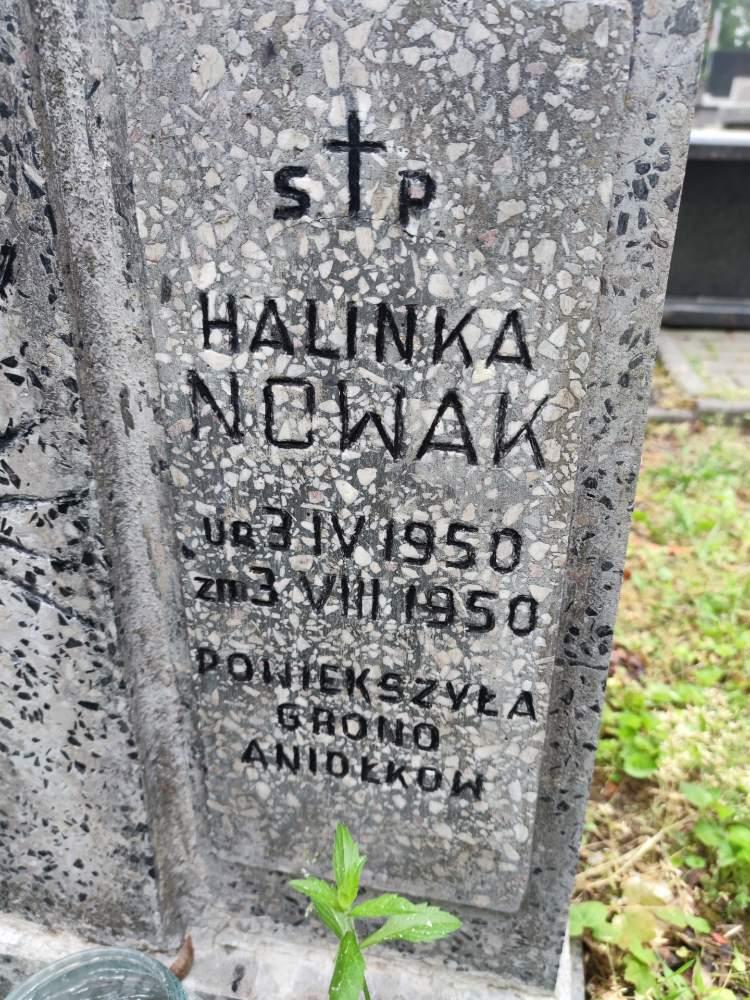 S P
HALINKA
NOWAK
UR 3 IV 1950
zm 3 VIII 1950
POWIEKSZYŁA
GRONO
ANIOŁKOW